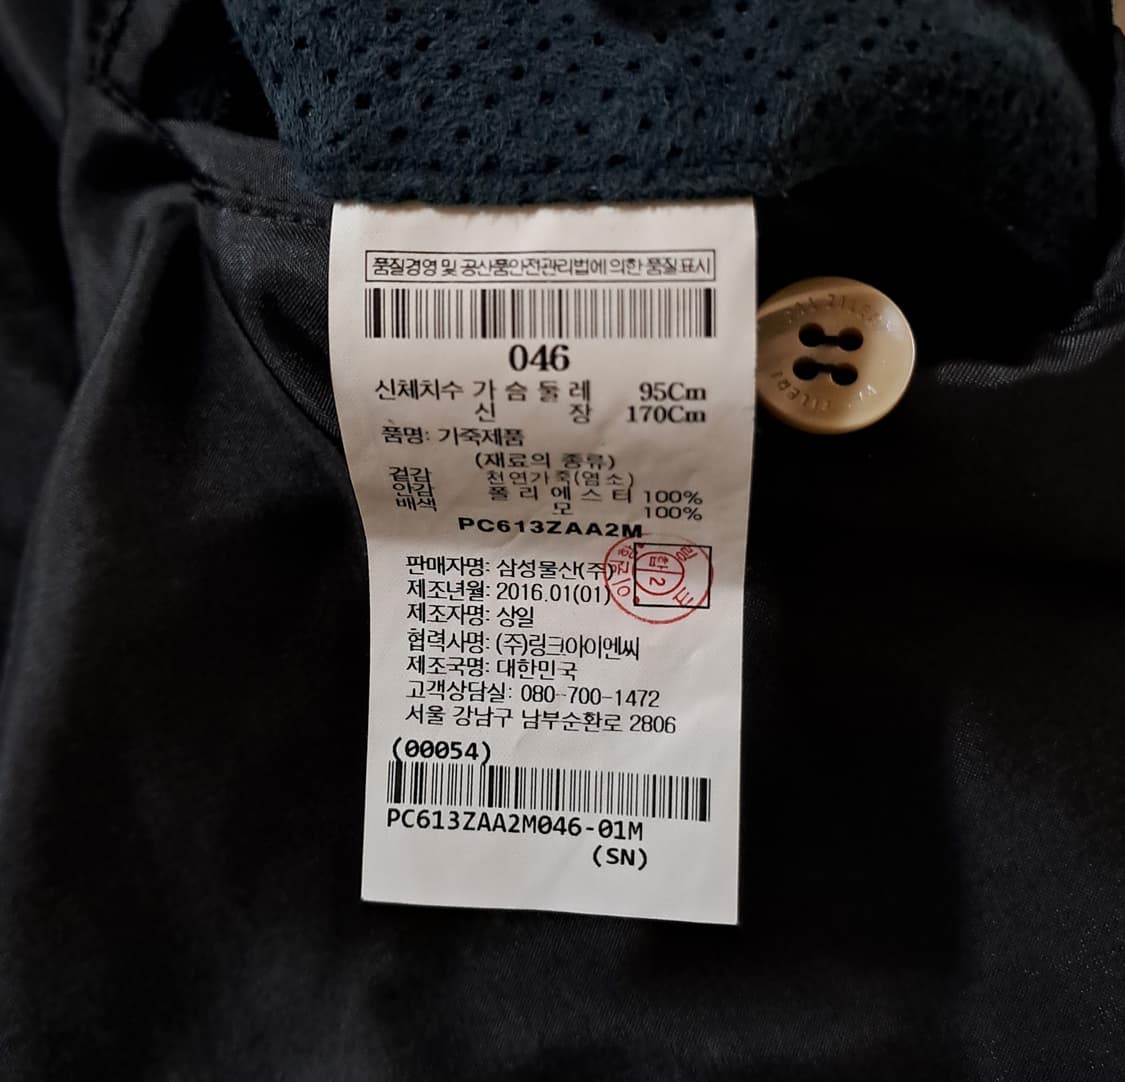 품질경영 및 공산품안전관리법에 의한 품질표시
046
신체치수 가 슴 둘 레 95Cm
신 장 170Cm
품명: 기죽제품
(재료의 종류)
겉감 천연가죽(염소)
안감 폴 리 에 스 터 100%
배색 모 100%
PC613ZAA2M
판매자명: 삼성물산(주)
제조년월: 2016.01(01)
제조자명: 상일
협력사명: (주)링크아이엔씨
제조국명: 대한민국
고객상담실: 080-700-1472
서울 강남구 남부순환로 2806
(00054)
PC613ZAA2M046-01M
(SN)